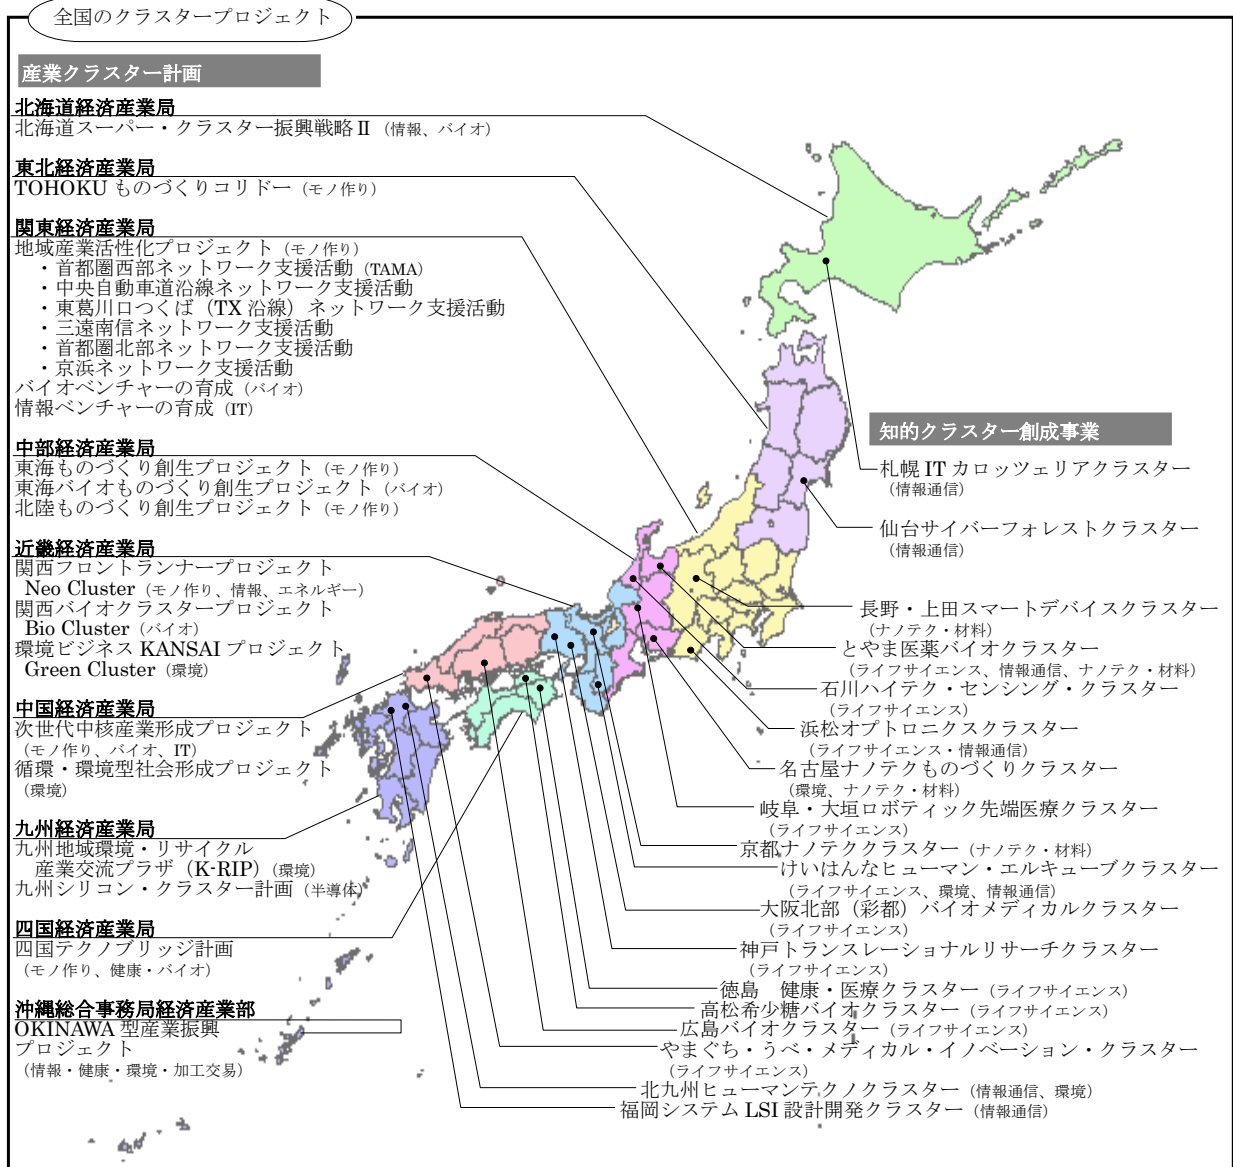 全国のクラスタープロジェクト
産業クラスター計画
北海道経済産業局
北海道スーパー・クラスター振興戦略Ⅱ（情報、バイオ）
東北経済産業局
TOHOKU ものづくりコリドー（モノ作り）
関東経済産業局
地域産業活性化プロジェクト（モノ作り）
・首都圏西部ネットワーク支援活動（TAMA）
・中央自動車道沿線ネットワーク支援活動
・東葛川口つくば（TX 沿線）ネットワーク支援活動
・三遠南信ネットワーク支援活動
・首都圏北部ネットワーク支援活動
・京浜ネットワーク支援活動
バイオベンチャーの育成（バイオ）
情報ベンチャーの育成（IT）
中部経済産業局
東海ものづくり創生プロジェクト（モノ作り）
東海バイオものづくり創生プロジェクト（バイオ）
北陸ものづくり創生プロジェクト（モノ作り）
近畿経済産業局
関西フロントランナープロジェクト
Neo Cluster（モノ作り、情報、エネルギー）
関西バイオクラスタープロジェクト
Bio Cluster（バイオ）
環境ビジネス KANSAI プロジェクト
Green Cluster（環境）
中国経済産業局
次世代中核産業形成プロジェクト
（モノ作り、バイオ、IT）
循環・環境型社会形成プロジェクト
（環境）
九州経済産業局
九州地域環境・リサイクル
産業交流プラザ（K-RIP）（環境）
九州シリコン・クラスター計画（半導体）
四国経済産業局
四国テクノブリッジ計画
（モノ作り、健康・バイオ）
沖縄総合事務局経済産業部
OKINAWA 型産業振興
プロジェクト
（情報・健康・環境・加工交易）
知的クラスター創成事業
札幌 IT カロッツェリアクラスター
（情報通信）
仙台サイバーフォレストクラスター
（情報通信）
長野・上田スマートデバイスクラスター
（ナノテク・材料）
とやま医薬バイオクラスター
（ライフサイエンス、情報通信、ナノテク・材料）
石川ハイテク・センシング・クラスター
（ライフサイエンス）
浜松オプトロニクスクラスター
（ライフサイエンス・情報通信）
名古屋ナノテクものづくりクラスター
（環境、ナノテク・材料）
岐阜・大垣ロボティック先端医療クラスター
（ライフサイエンス）
京都ナノテククラスター（ナノテク・材料）
けいはんなヒューマン・エルキューブクラスター
（ライフサイエンス、環境、情報通信）
大阪北部（彩都）バイオメディカルクラスター
（ライフサイエンス）
神戸トランスレーショナルリサーチクラスター
（ライフサイエンス）
徳島　健康・医療クラスター（ライフサイエンス）
高松希少糖バイオクラスター（ライフサイエンス）
広島バイオクラスター（ライフサイエンス）
やまぐち・うべ・メディカル・イノベーション・クラスター
（ライフサイエンス）
北九州ヒューマンテクノクラスター（情報通信、環境）
福岡システム LSI 設計開発クラスター（情報通信）